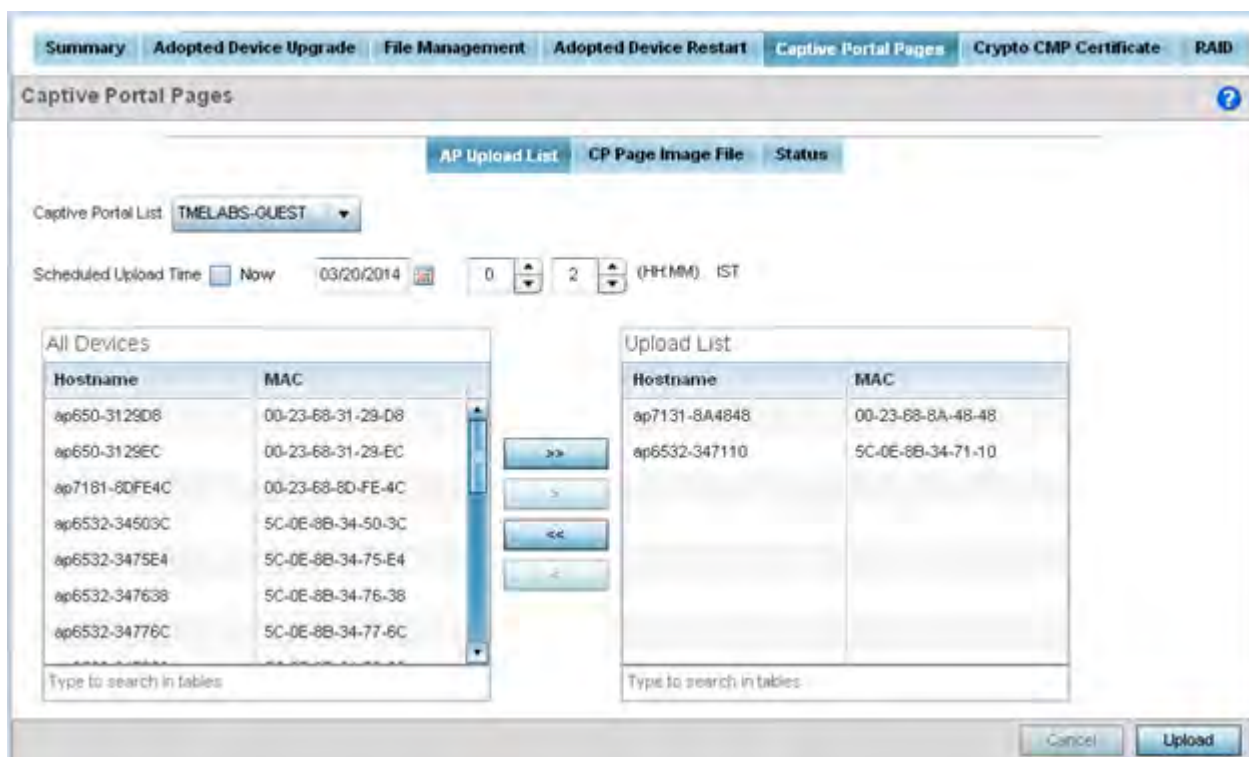 Summary Adopted Device Upgrade File Management Adopted Device Restart Captive Portal Pages Crypto CMP Certificate RAID
Captive Portal Pages ?
AP Upload List CP Page Image File Status
Captive Portal List TMELABS-GUEST
Scheduled Upload Time Now 03/20/2014 0 2 (HH:MM) IST
All Devices Upload List
Hostname MAC Hostname MAC
ap650-3129D8 00-23-68-31-29-D8 ap7131-8A4848 00-23-68-8A-48-48
ap650-3129EC 00-23-68-31-29-EC >> ap6532-347110 5C-0E-8B-34-71-10
ap7181-8DFE4C 00-23-68-8D-FE-4C >
ap6532-34503C 5C-0E-8B-34-50-3C <<
ap6532-3475E4 5C-0E-8B-34-75-E4
ap6532-347638 5C-0E-8B-34-76-38 <
ap6532-34776C 5C-0E-8B-34-77-6C
Type to search in tables Type to search in tables
Cancel Upload